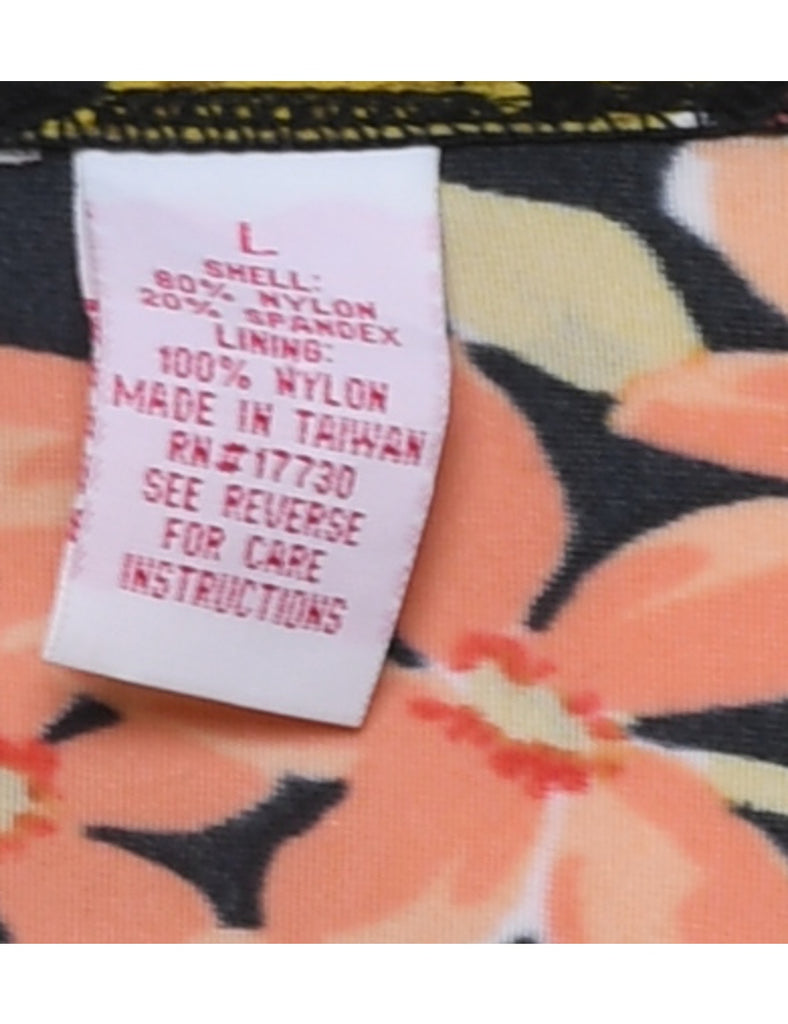 L
SHELL:
80% NYLON
20% SPANDEX
LINING:
100% NYLON
MADE IN TAIWAN
RN#17730
SEE REVERSE
FOR CARE
INSTRUCTIONS